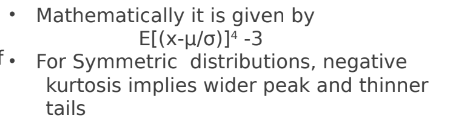 • Mathematically it is given by
E[(x-μ/σ)]⁴ -3
f • For Symmetric distributions, negative
kurtosis implies wider peak and thinner
tails